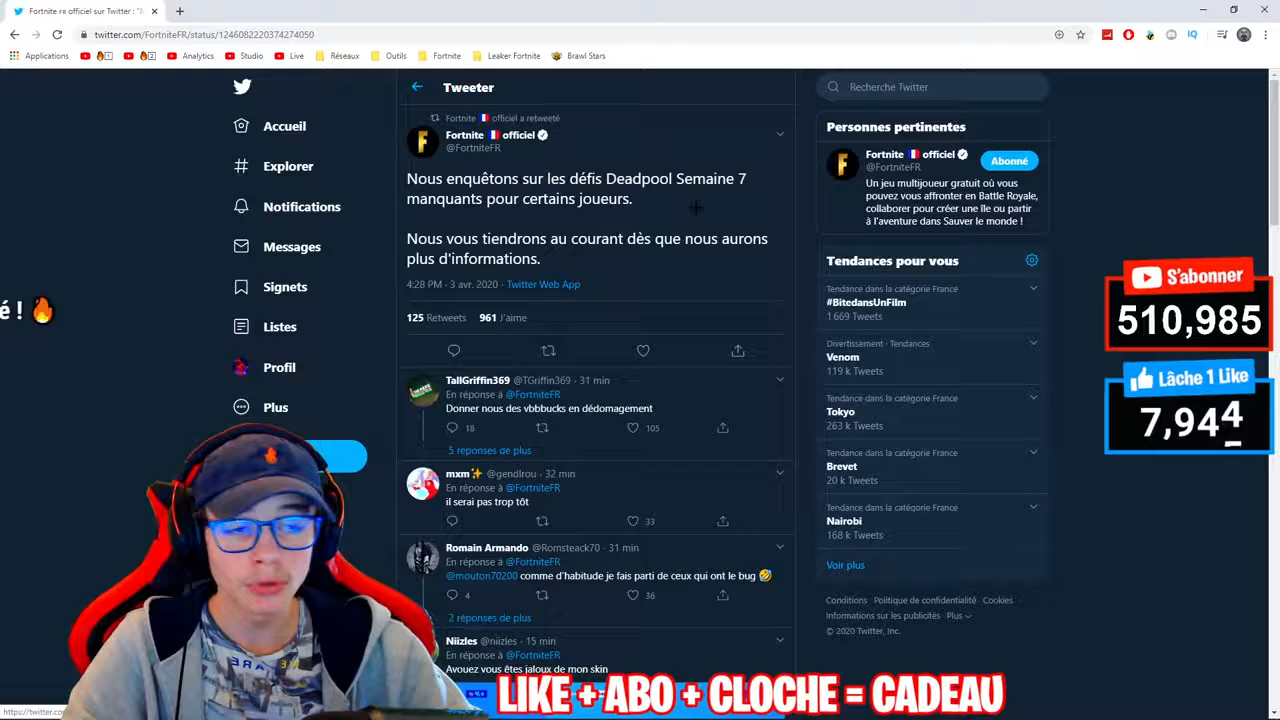 Fortnite FR officiel sur Twitter : "N
twitter.com/FortniteFR/status/1246082220374274050
Applications
Analytics
Studio
Live
Réseaux
Outils
Fortnite
Leaker Fortnite
Brawl Stars
Accueil
Explorer
Notifications
Messages
Signets
Listes
Profil
Plus
é !
Tweeter
Fortnite officiel a retweeté
Fortnite officiel
@FortniteFR
Nous enquêtons sur les défis Deadpool Semaine 7
manquants pour certains joueurs.
Nous vous tiendrons au courant dès que nous aurons
plus d'informations.
4:28 PM · 3 avr. 2020 · Twitter Web App
125 Retweets 961 J'aime
TallGriffin369 @TGriffin369 · 31 min
En réponse à @FortniteFR
Donner nous des vbbbucks en dédomagement
18 105
5 reponses de plus
mxm @gendlrou · 32 min
En réponse à @FortniteFR
il serai pas trop tôt
33
Romain Armando @Romsteack70 · 31 min
En réponse à @FortniteFR
@mouton70200 comme d'habitude je fais parti de ceux qui ont le bug
4 36
2 réponses de plus
Niizles @niizles · 15 min
En réponse à @FortniteFR
Avouez vous êtes jaloux de mon skin
Recherche Twitter
Personnes pertinentes
Fortnite officiel
@FortniteFR
Abonné
Un jeu multijoueur gratuit où vous
pouvez vous affronter en Battle Royale,
collaborer pour créer une île ou partir
à l'aventure dans Sauver le monde !
Tendances pour vous
Tendance dans la catégorie France
#BitedansUnFilm
1 669 Tweets
Divertissement · Tendances
Venom
119 k Tweets
Tendance dans la catégorie France
Tokyo
263 k Tweets
Tendance dans la catégorie France
Brevet
20 k Tweets
Tendance dans la catégorie France
Nairobi
168 k Tweets
Voir plus
Conditions Politique de confidentialité Cookies
Informations sur les publicités Plus
© 2020 Twitter, Inc.
S'abonner
510,985
Lâche 1 Like
7,944
LIKE + ABO + CLOCHE = CADEAU